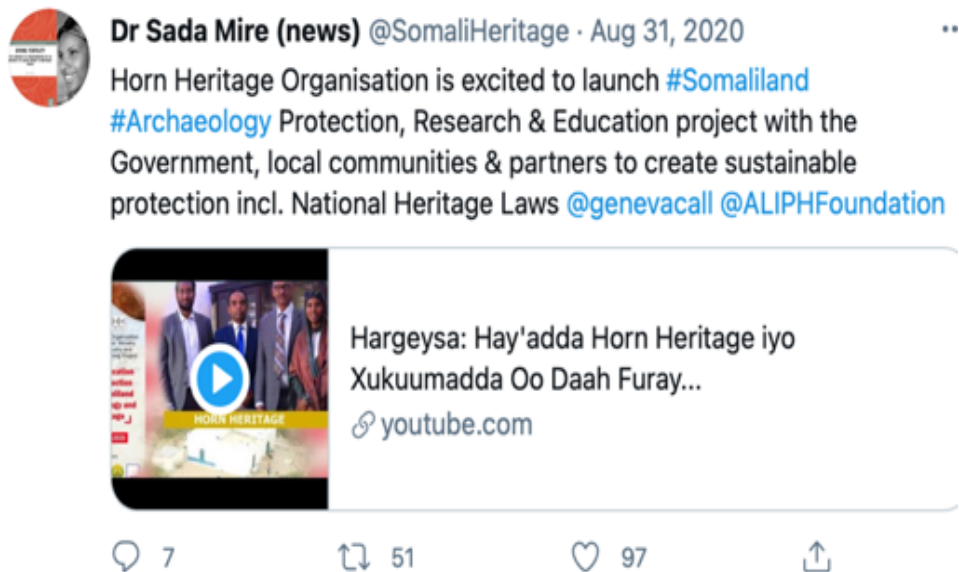 Dr Sada Mire (news) @SomaliHeritage · Aug 31, 2020
Horn Heritage Organisation is excited to launch #Somaliland
#Archaeology Protection, Research & Education project with the
Government, local communities & partners to create sustainable
protection incl. National Heritage Laws @genevacall @ALIPHFoundation
HORN HERITAGE
Hargeysa: Hay'adda Horn Heritage iyo
Xukuumadda Oo Daah Furay...
youtube.com
7 51 97